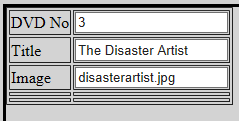 DVD No 3
Title The Disaster Artist
Image disasterartist.jpg